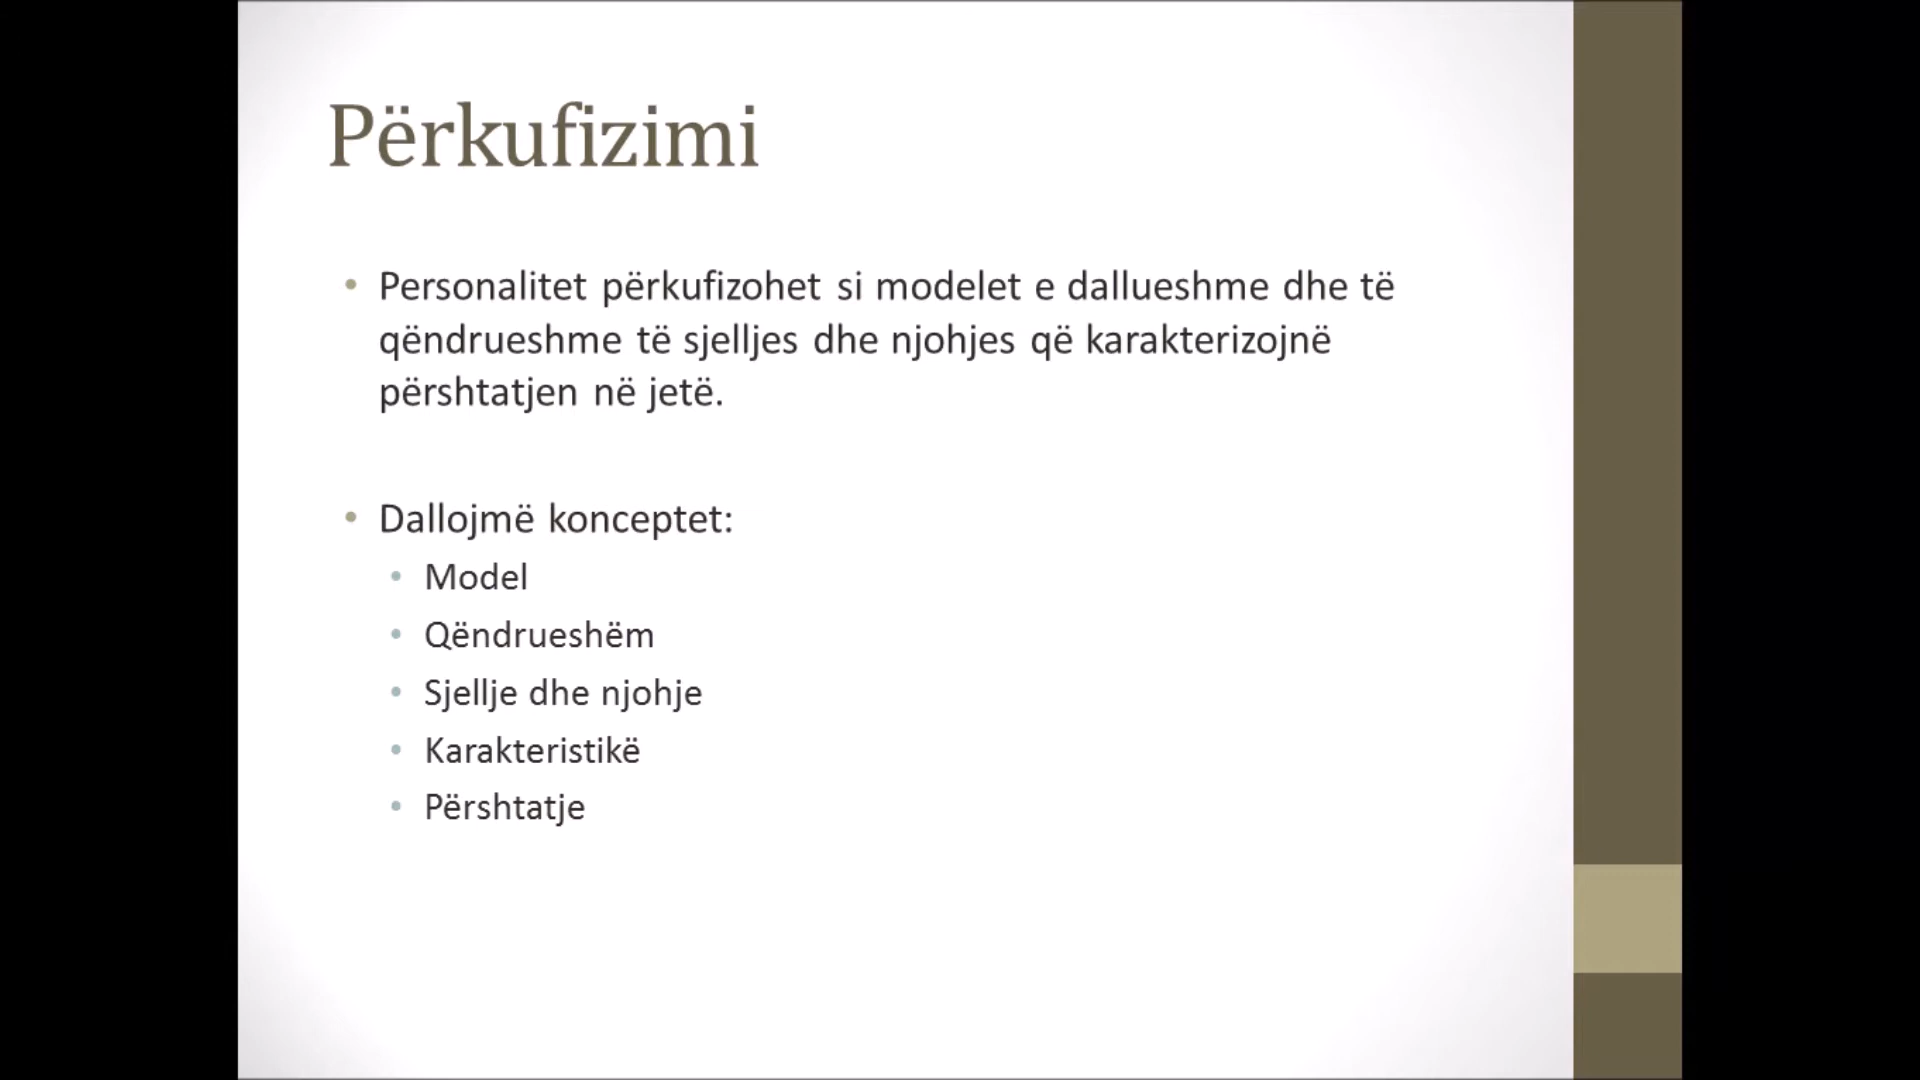 Përkufizimi
• Personalitet përkufizohet si modelet e dallueshme dhe të
qëndrueshme të sjelljes dhe njohjes që karakterizojnë
përshtatjen në jetë.
• Dallojmë konceptet:
• Model
• Qëndrueshëm
• Sjellje dhe njohje
• Karakteristikë
• Përshtatje